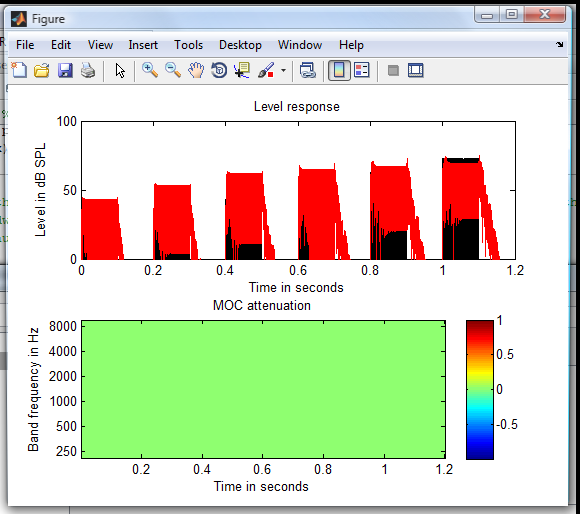 Figure
File Edit View Insert Tools Desktop Window Help
Level response
Level in dB SPL
100
50
0
0 0.2 0.4 0.6 0.8 1 1.2
Time in seconds
MOC attenuation
Band frequency in Hz
8000
4000
2000
1000
500
250
0.2 0.4 0.6 0.8 1 1.2
Time in seconds
1
0.5
0
-0.5